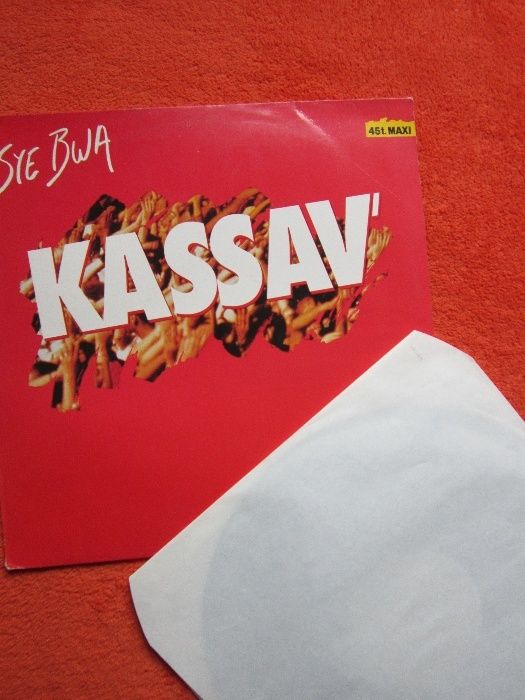 SYE BWA
45t. MAXI
KASSAV'